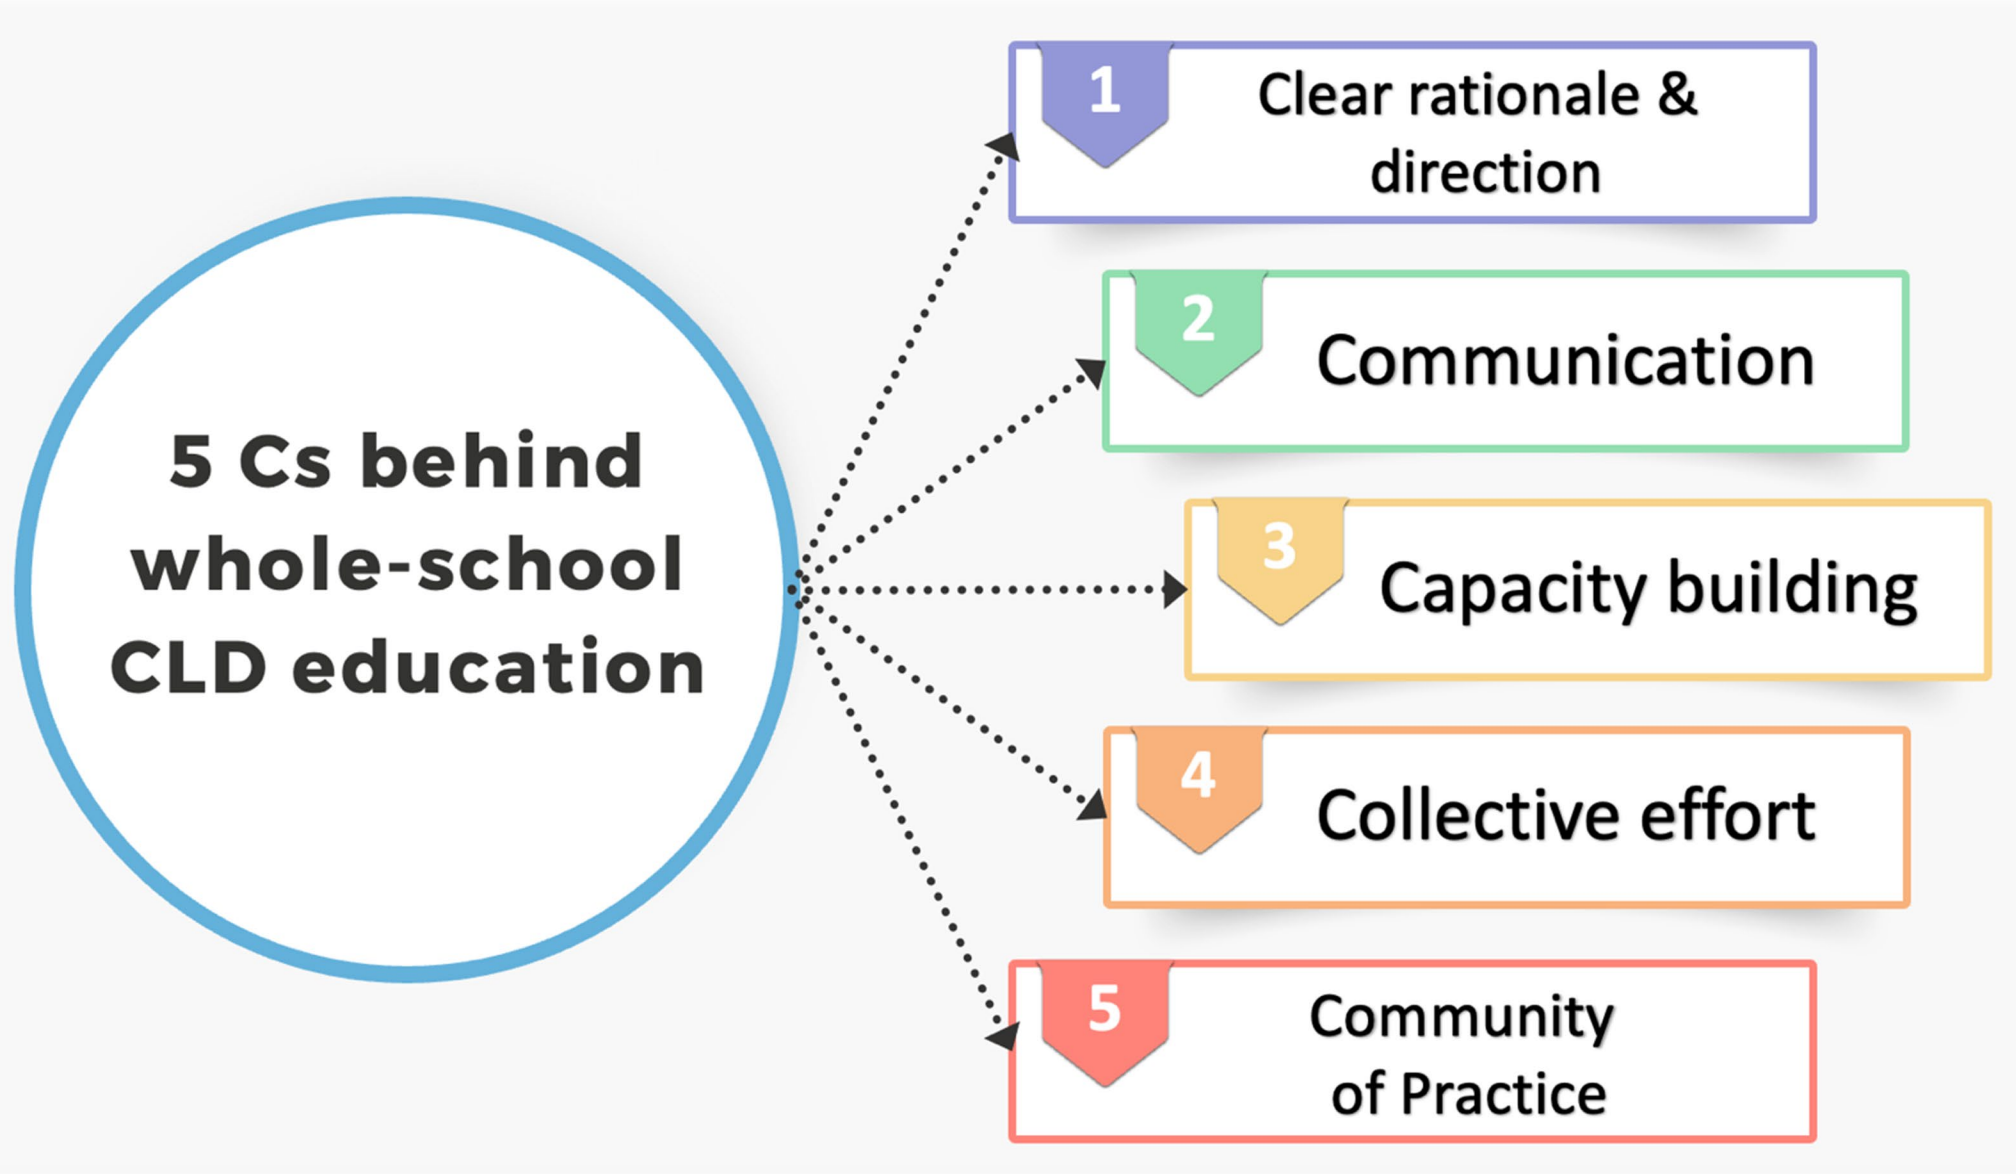 5 Cs behind
whole-school
CLD education
1
Clear rationale &
direction
2
Communication
3
Capacity building
4
Collective effort
5
Community
of Practice